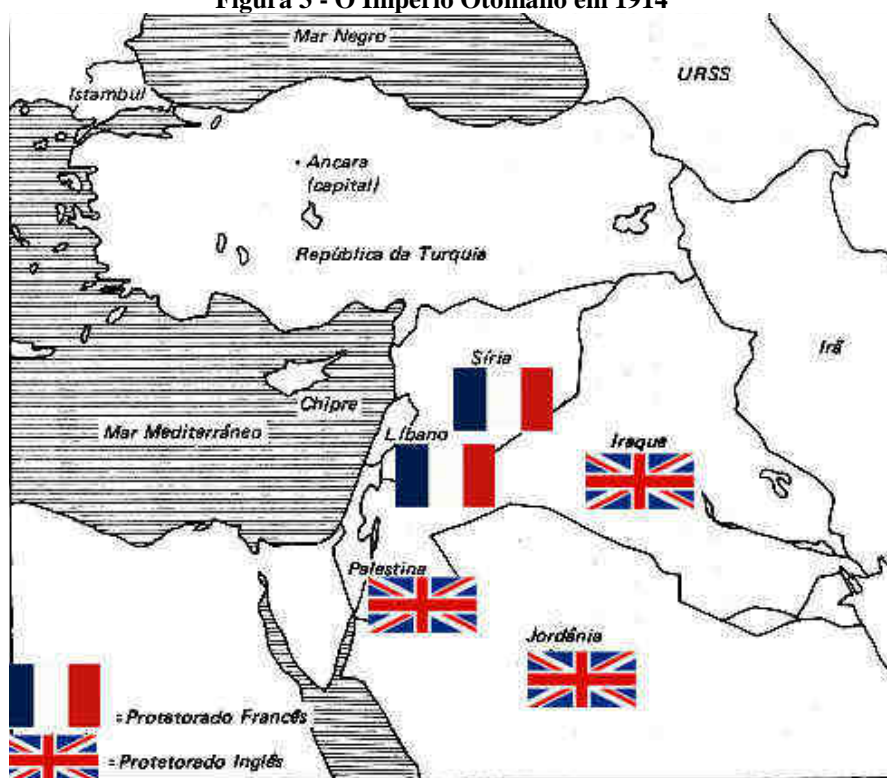 Figura 3 - O Império Otomano em 1914
Mar Negro
URSS
Istambul
Ancara
(capital)
República da Turquia
Síria
Irã
Chipre
Líbano
Mar Mediterrâneo
Iraque
Palestina
Jordânia
= Protetorado Francês
= Protetorado Inglês